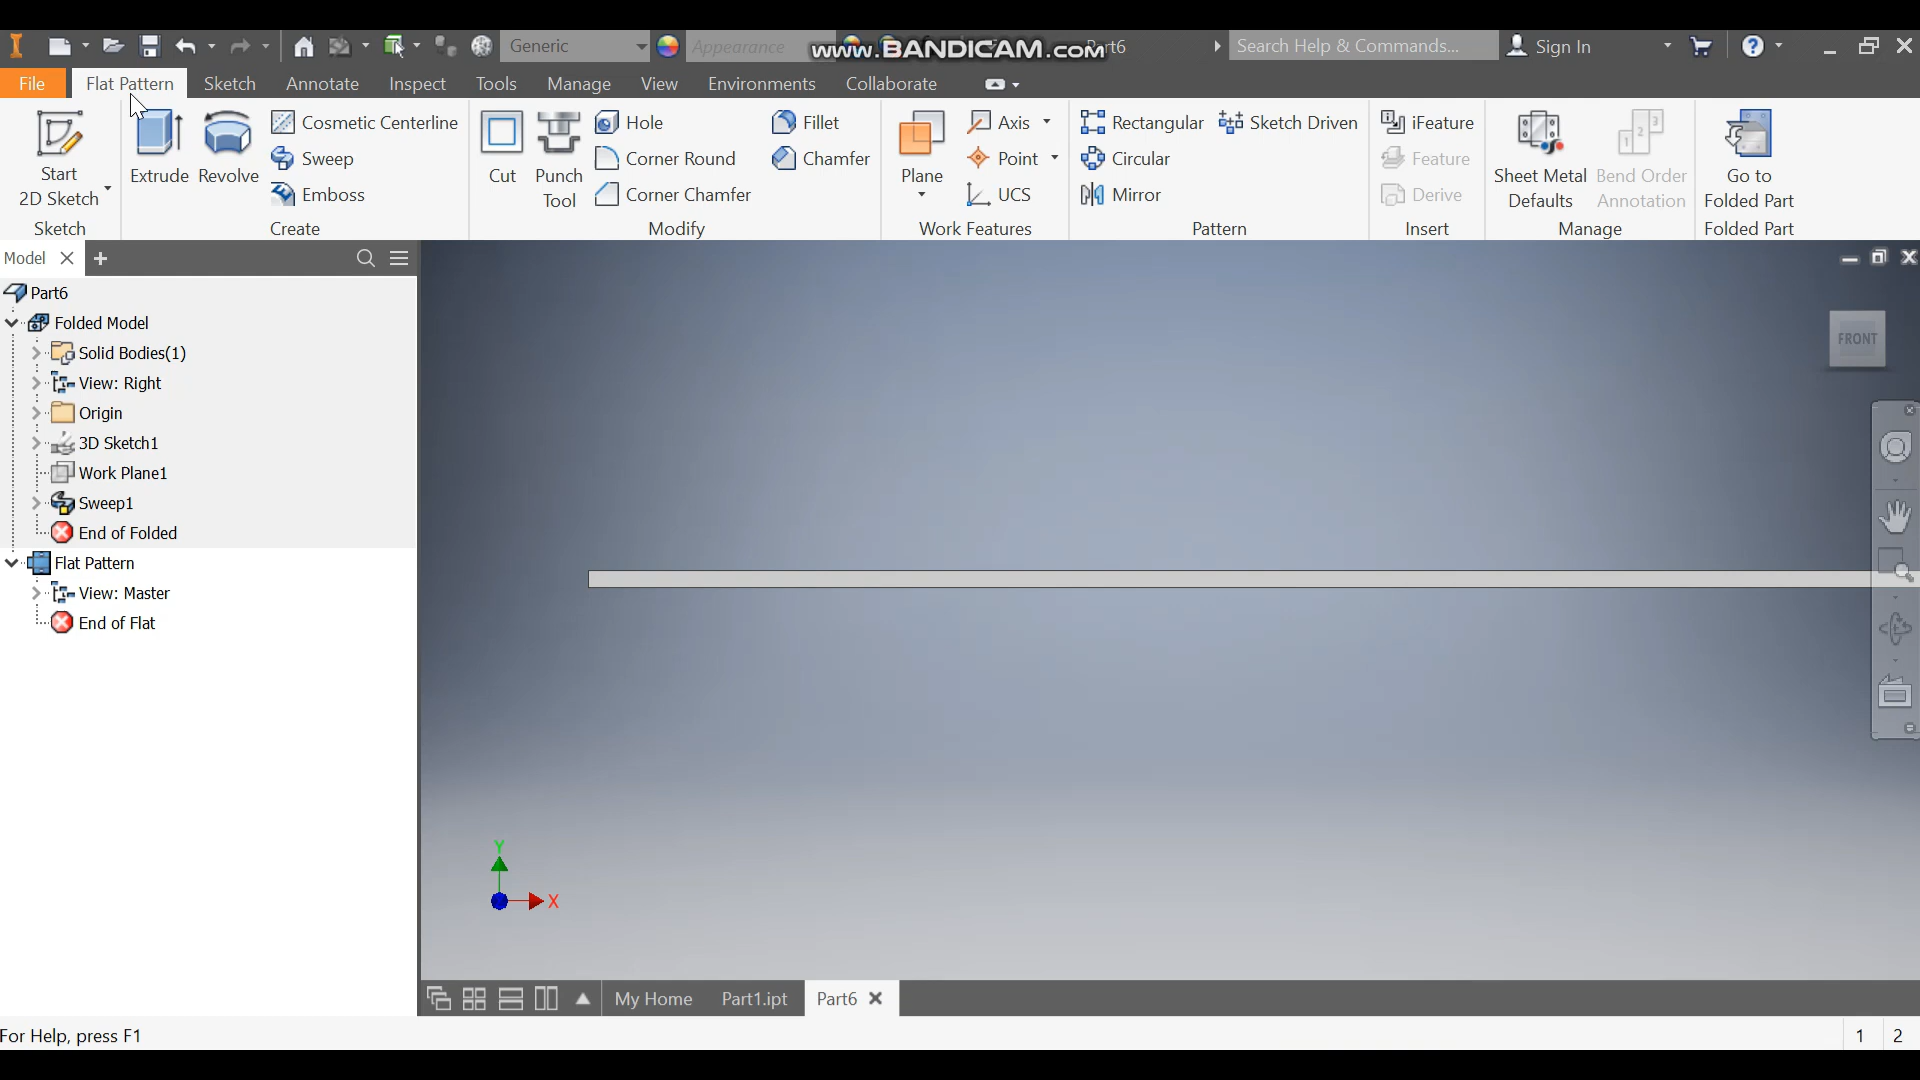 Generic Appearance www.BANDICAM.com Part6 Search Help & Commands... Sign In
File Flat Pattern Sketch Annotate Inspect Tools Manage View Environments Collaborate
Start
2D Sketch
Sketch
Extrude
Revolve
Cosmetic Centerline
Sweep
Emboss
Create
Cut
Punch
Tool
Hole
Corner Round
Corner Chamfer
Fillet
Chamfer
Modify
Plane
Axis
Point
UCS
Work Features
Rectangular
Circular
Mirror
Sketch Driven
Pattern
iFeature
Feature
Derive
Insert
Sheet Metal
Defaults
Bend Order
Annotation
Manage
Go to
Folded Part
Folded Part
Model
Part6
Folded Model
Solid Bodies(1)
View: Right
Origin
3D Sketch1
Work Plane1
Sweep1
End of Folded
Flat Pattern
View: Master
End of Flat
FRONT
Y
X
My Home Part1.ipt Part6
For Help, press F1
1 2